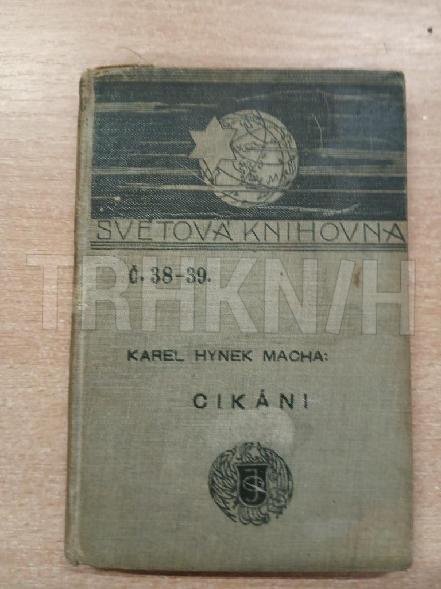 SVĚTOVÁ KNIHOVNA
Č. 38-39.
TRHKNIH
KAREL HYNEK MACHA:
CIKÁNI